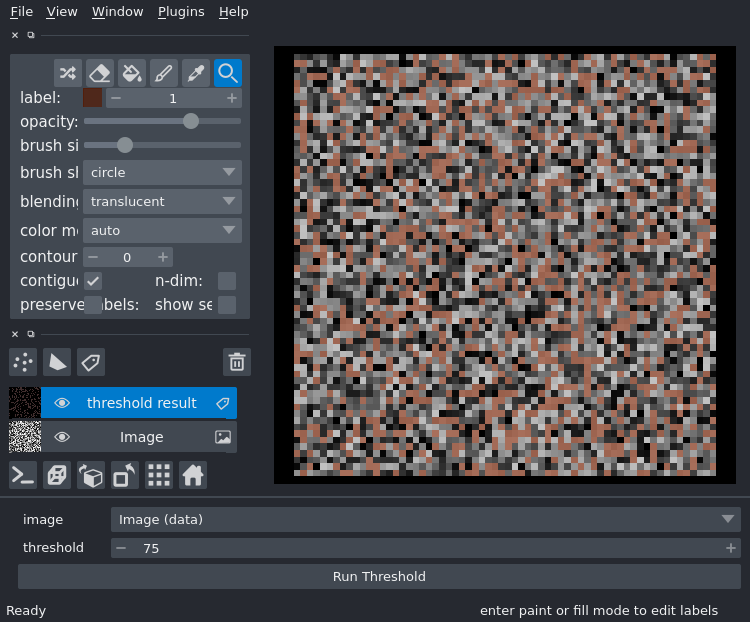 File View Window Plugins Help
label: 1
opacity:
brush si
brush sl circle
blending translucent
color m auto
contour 0
contigu n-dim:
preserve abels: show se
threshold result
Image
image Image (data)
threshold 75
Run Threshold
Ready enter paint or fill mode to edit labels